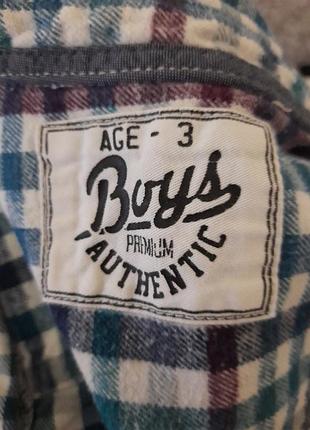 AGE - 3
Boys
PREMIUM
AUTHENTIC